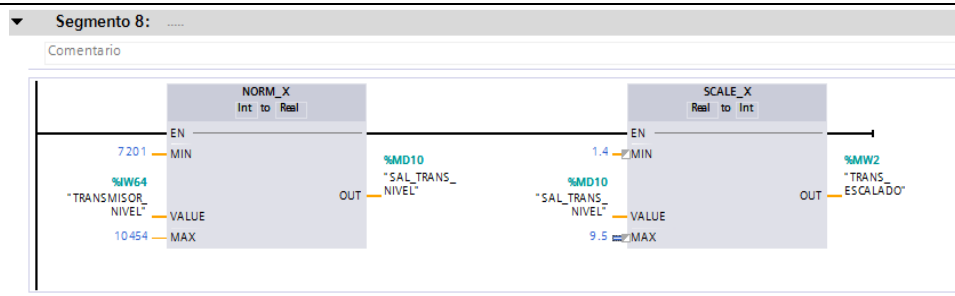 Segmento 8: .....
Comentario
NORM_X
Int to Real
EN
7201
MIN
%IW64
"TRANSMISOR_
NIVEL"
VALUE
10454
MAX
OUT
%MD10
"SAL_TRANS_
NIVEL"
SCALE_X
Real to Int
EN
1.4
MIN
%MD10
"SAL_TRANS_
NIVEL"
VALUE
9.5
MAX
OUT
%MW2
"TRANS_
ESCALADO"